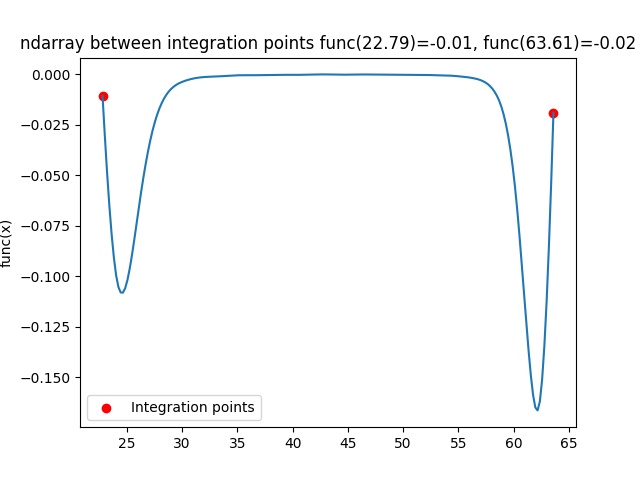 ndarray between integration points func(22.79)=-0.01, func(63.61)=-0.02
0.000
−0.025
−0.050
−0.075
−0.100
−0.125
−0.150
func(x)
Integration points
25 30 35 40 45 50 55 60 65